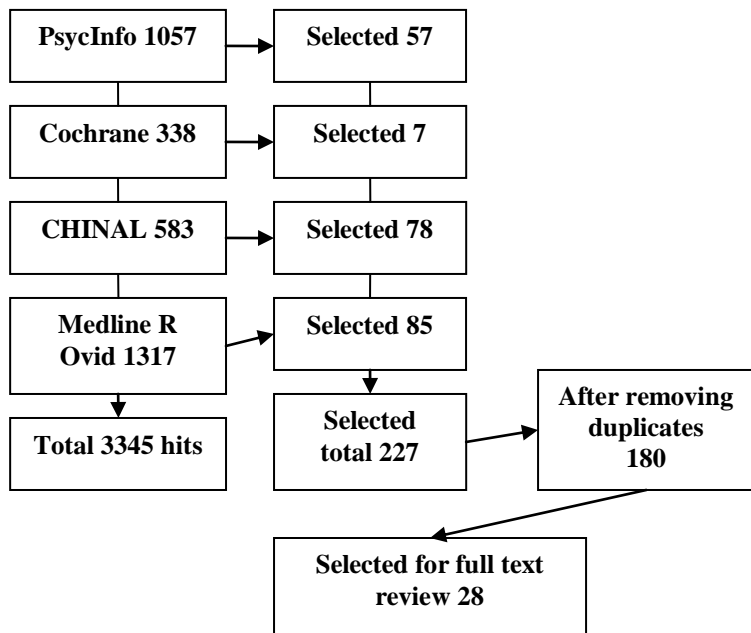 PsycInfo 1057
Selected 57
Cochrane 338
Selected 7
CHINAL 583
Selected 78
Medline R
Ovid 1317
Selected 85
Total 3345 hits
Selected
total 227
After removing
duplicates
180
Selected for full text
review 28